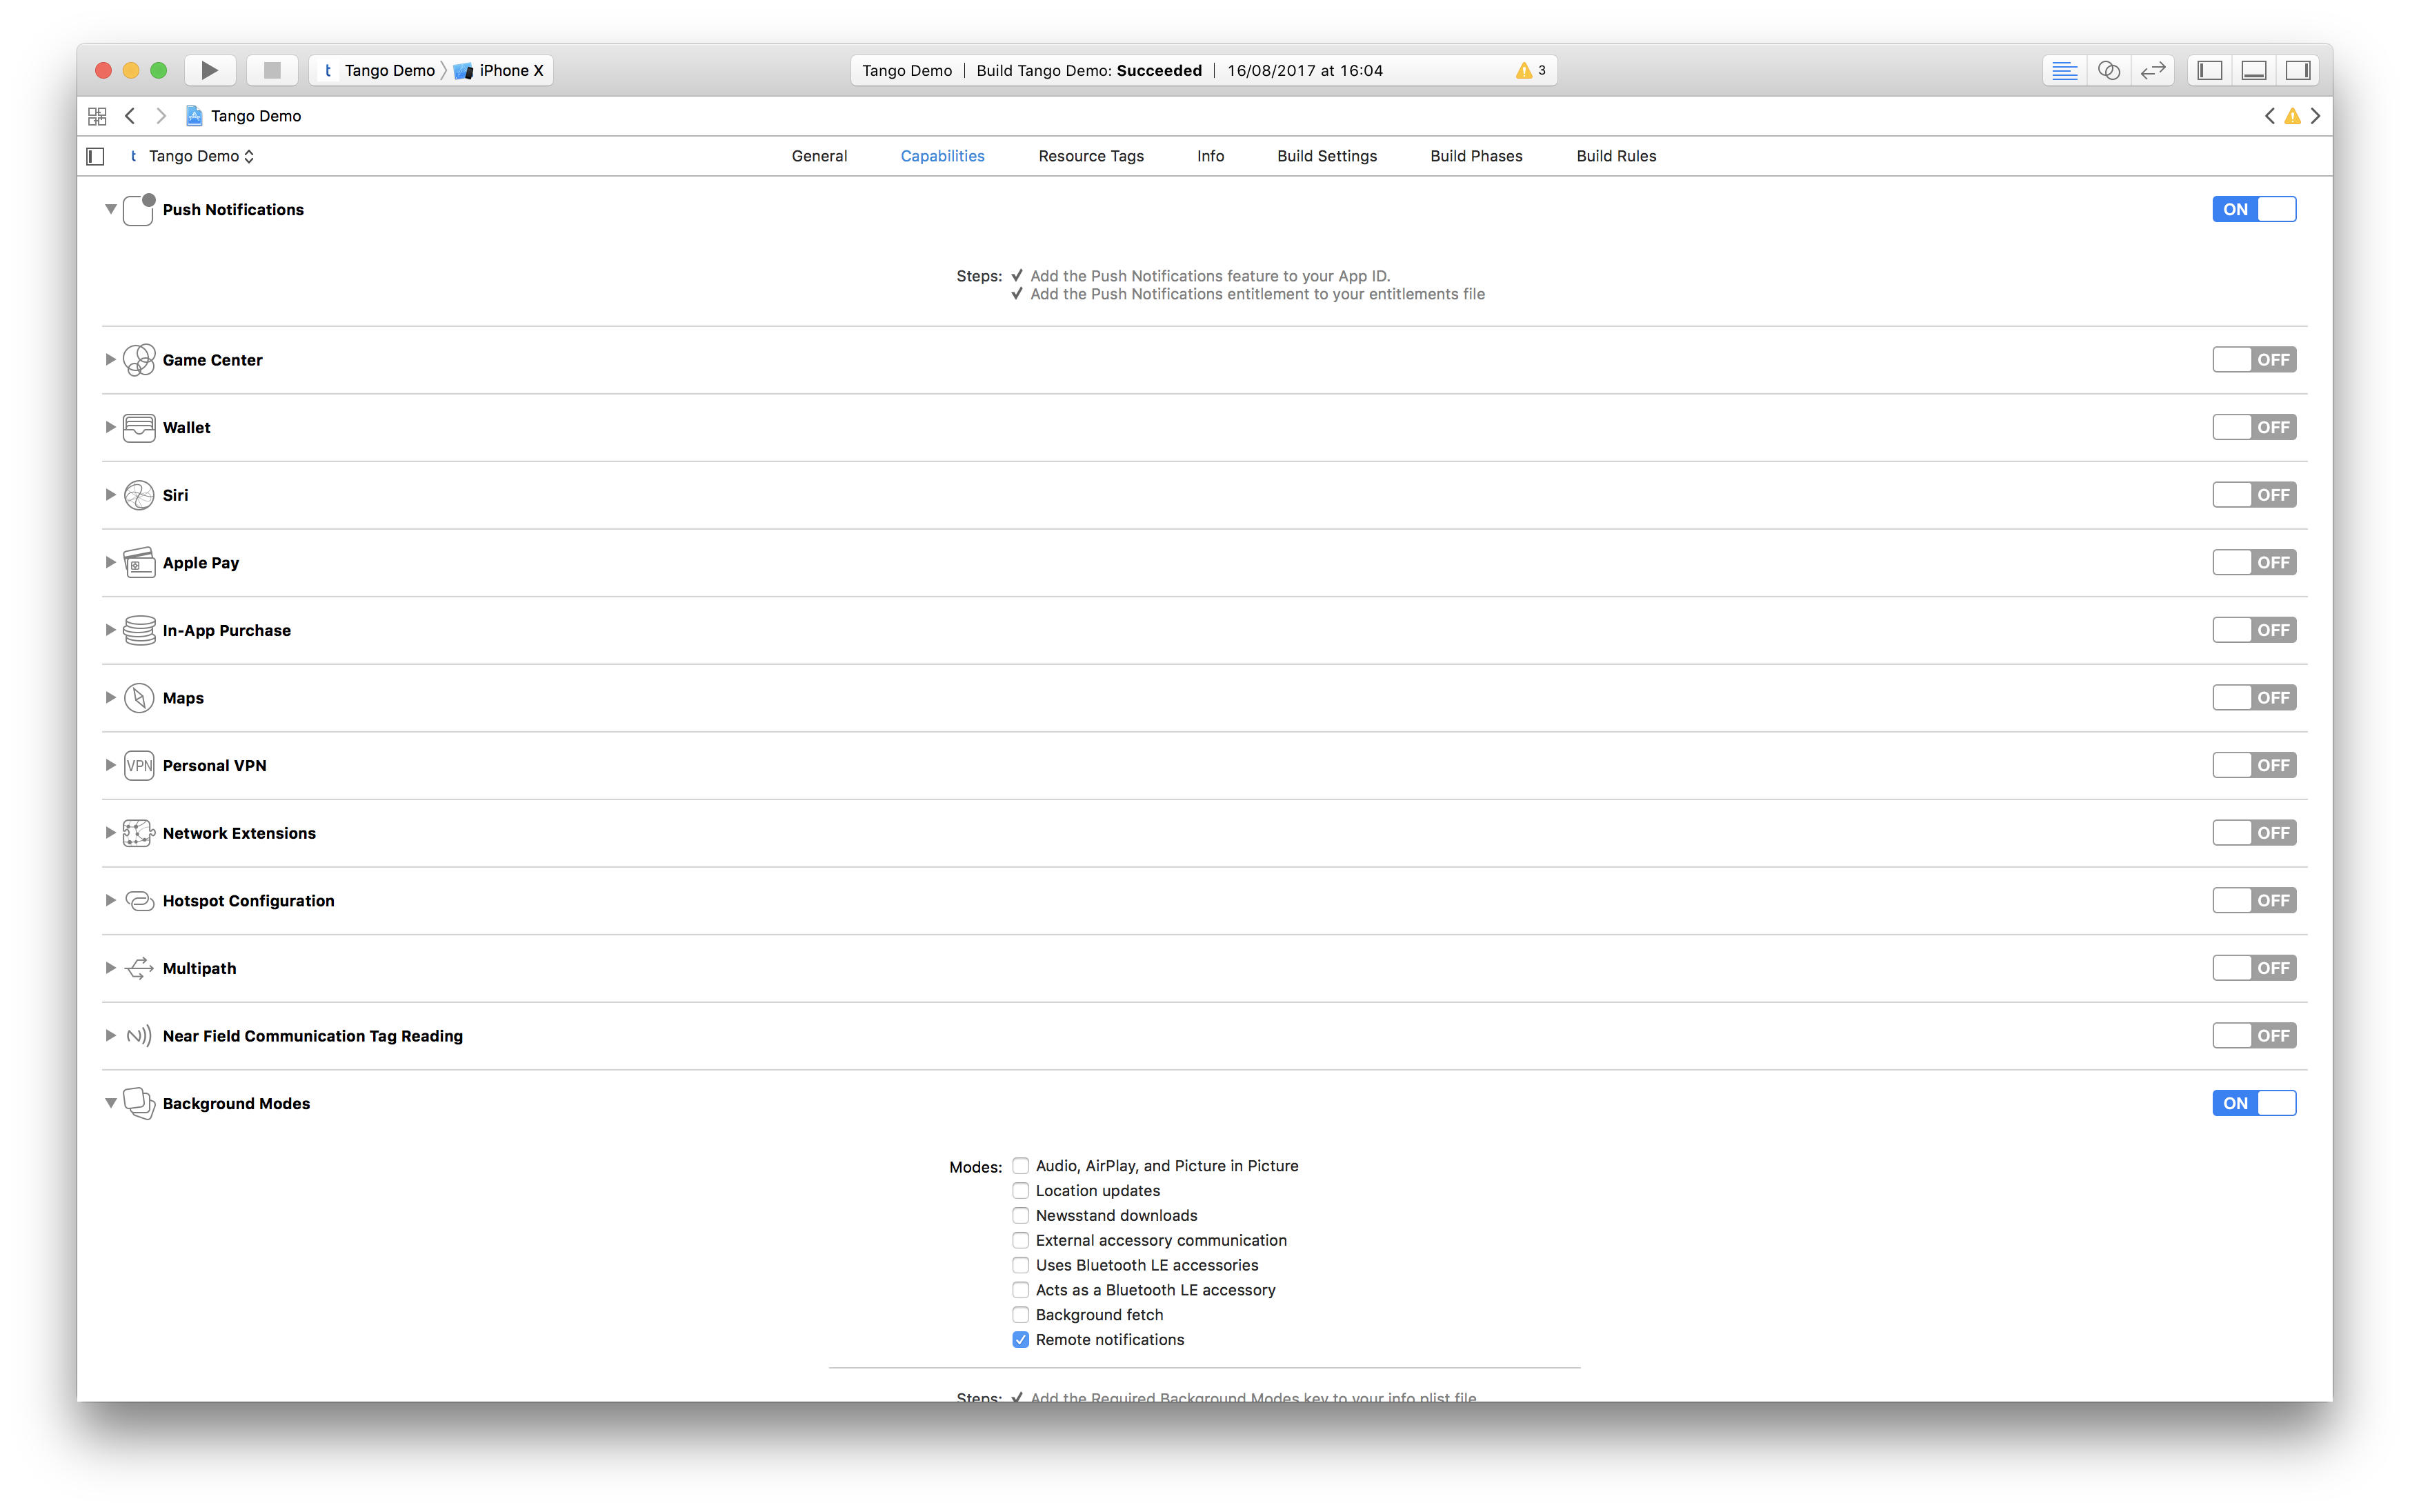 t Tango Demo iPhone X
Tango Demo | Build Tango Demo: Succeeded | 16/08/2017 at 16:04 3
Tango Demo
t Tango Demo General Capabilities Resource Tags Info Build Settings Build Phases Build Rules
Push Notifications ON
Steps: ✓ Add the Push Notifications feature to your App ID.
✓ Add the Push Notifications entitlement to your entitlements file
Game Center OFF
Wallet OFF
Siri OFF
Apple Pay OFF
In-App Purchase OFF
Maps OFF
VPN Personal VPN OFF
Network Extensions OFF
Hotspot Configuration OFF
Multipath OFF
Near Field Communication Tag Reading OFF
Background Modes ON
Modes: Audio, AirPlay, and Picture in Picture
Location updates
Newsstand downloads
External accessory communication
Uses Bluetooth LE accessories
Acts as a Bluetooth LE accessory
Background fetch
Remote notifications
Steps: ✓ Add the Required Background Modes key to your info plist file